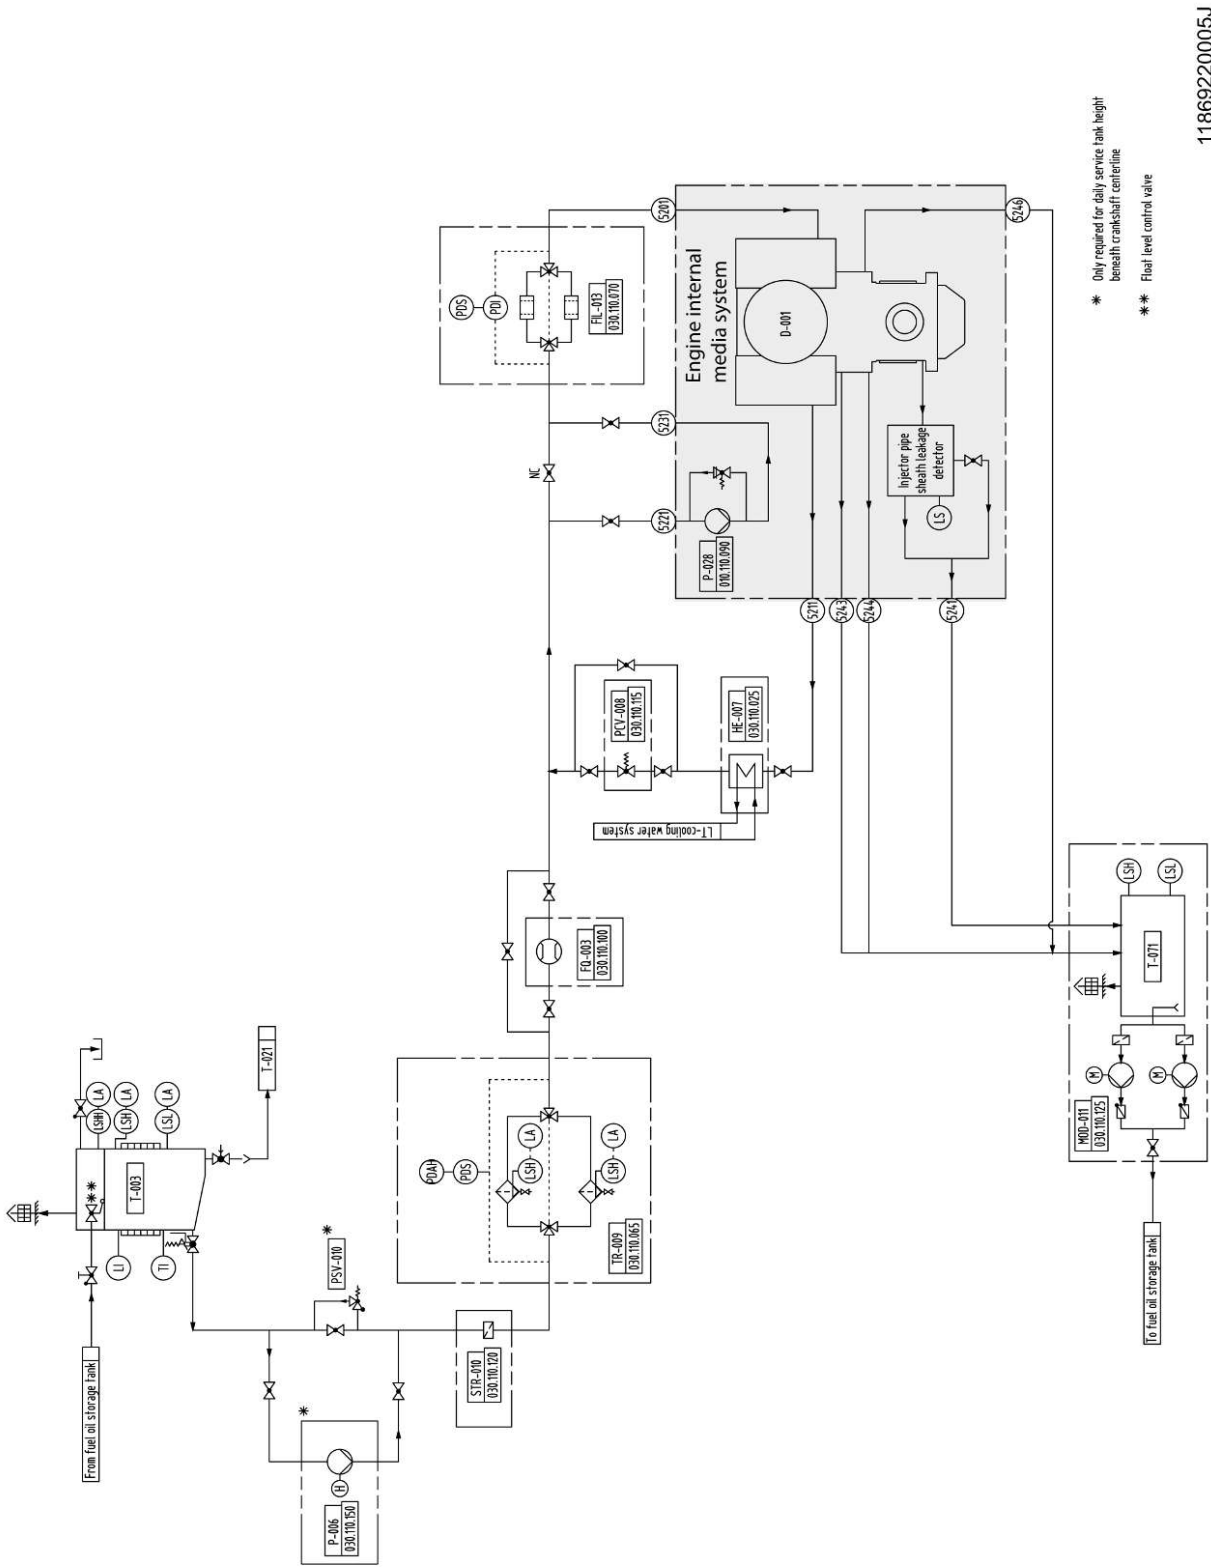 11869220005J
* Only required for daily service tank height
beneath crankshaft centerline
** Float level control valve
From fuel oil storage tank
LI
TI
T-003
**
LSHH
LA
LSH
LA
LSL
LA
T-021
P-006
030.110.150
H
*
PSV-010
*
STR-010
030.110.120
TR-009
030.110.065
PDAH
PDS
LSH
LA
LSH
LA
FQ-003
030.110.100
PCV-008
030.110.115
HE-007
030.110.025
LT-cooling water system
NC
5221
5231
P-028
010.110.090
PDS
PDI
FIL-013
030.110.070
5201
Engine internal
media system
D-001
Injector pipe
sheath leakage
detector
LS
5211
5243
5244
5241
5246
MOD-011
030.110.125
M
M
T-071
LSH
LSL
To fuel oil storage tank